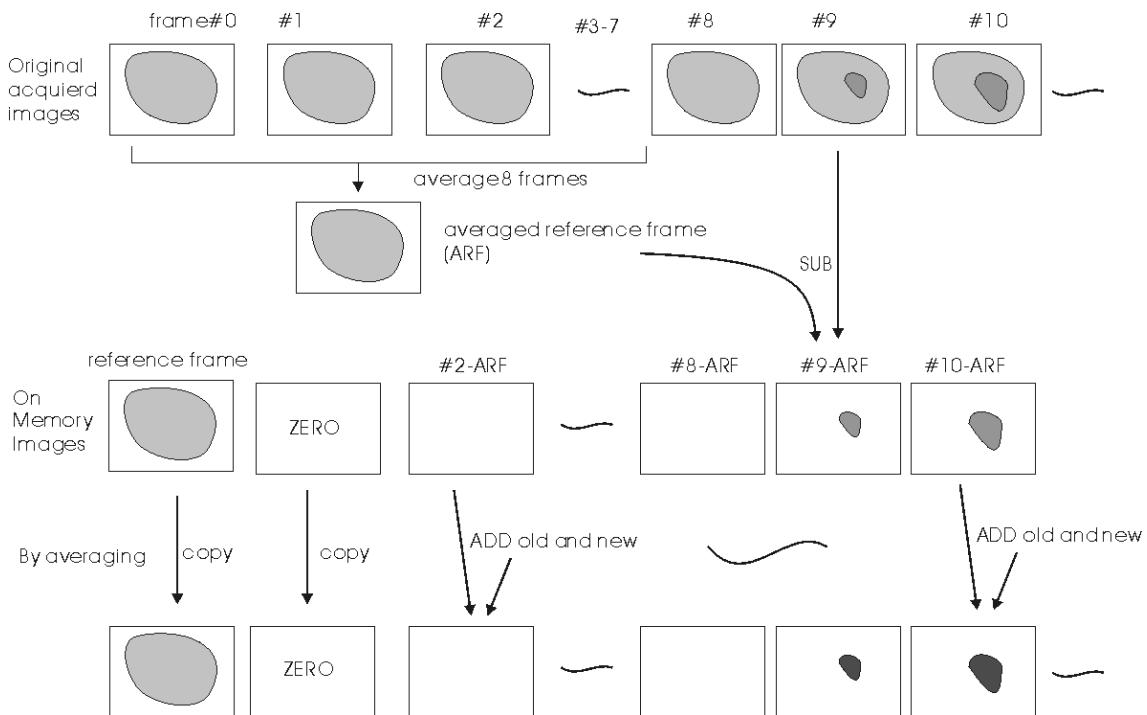 frame#0 #1 #2 #3-7 #8 #9 #10
Original
acquierd
images
average8 frames
averaged reference frame
(ARF)
SUB
reference frame #2-ARF #8-ARF #9-ARF #10-ARF
On
Memory
Images
ZERO
By averaging copy copy ADD old and new ADD old and new
ZERO